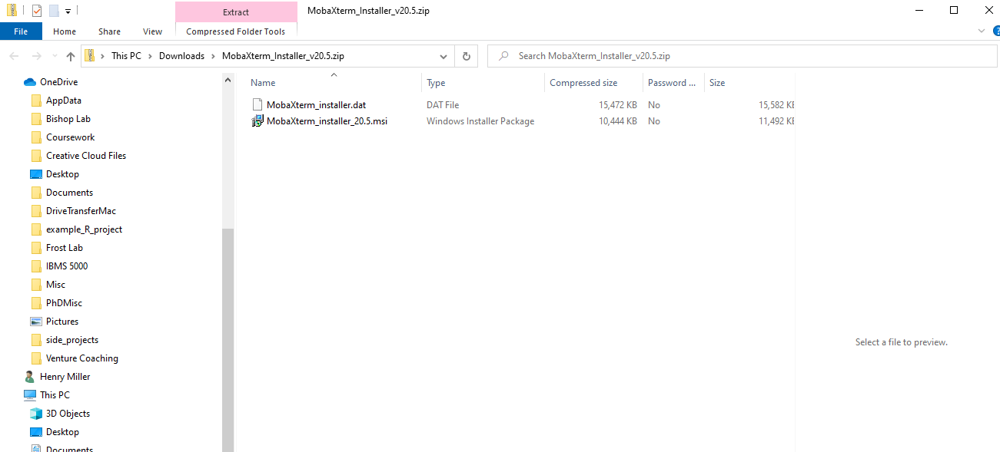 Extract
MobaXterm_Installer_v20.5.zip
File
Home
Share
View
Compressed Folder Tools
This PC > Downloads > MobaXterm_Installer_v20.5.zip
Search MobaXterm_Installer_v20.5.zip
OneDrive
AppData
Bishop Lab
Coursework
Creative Cloud Files
Desktop
Documents
DriveTransferMac
example_R_project
Frost Lab
IBMS 5000
Misc
PhDMisc
Pictures
side_projects
Venture Coaching
Henry Miller
This PC
3D Objects
Desktop
Documents
Name Type Compressed size Password ... Size
MobaXterm_installer.dat DAT File 15,472 KB No 15,582 KB
MobaXterm_installer_20.5.msi Windows Installer Package 10,444 KB No 11,492 KB
Select a file to preview.